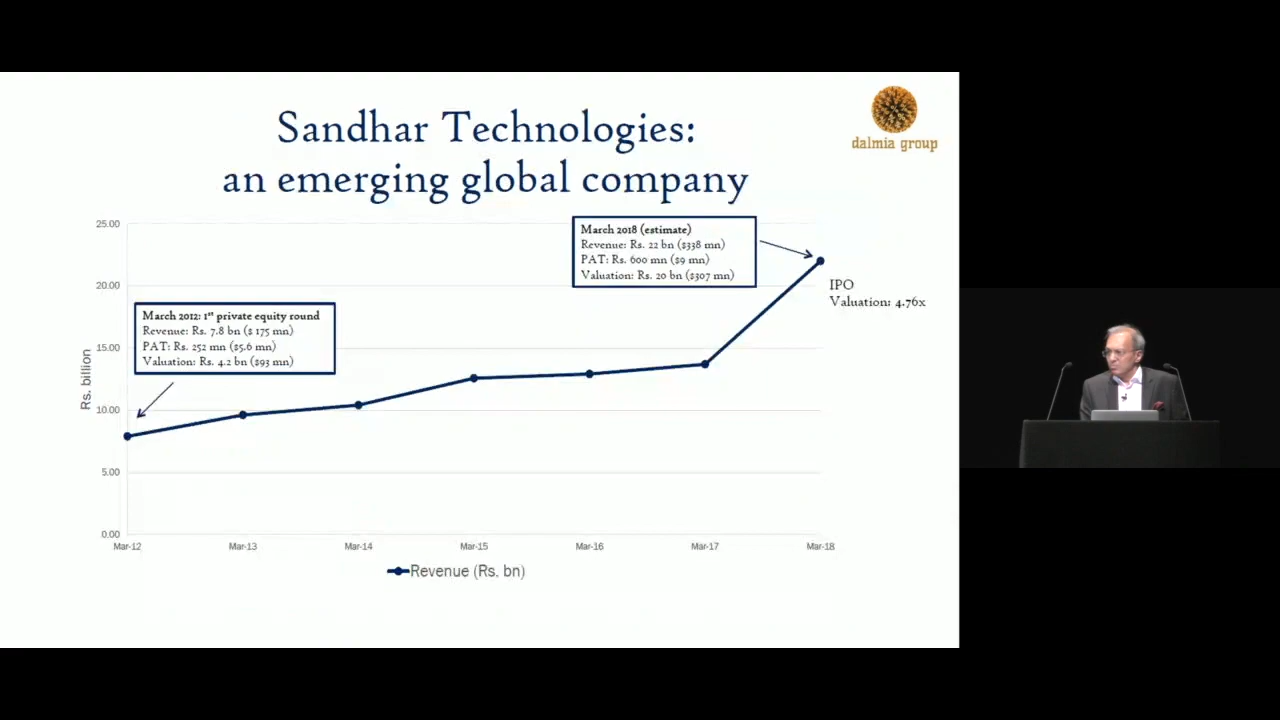 Sandhar Technologies:
an emerging global company
dalmia group
25.00
20.00
15.00
10.00
5.00
0.00
Rs. billion
March 2012: 1st private equity round
Revenue: Rs. 7.8 bn ($ 175 mn)
PAT: Rs. 252 mn ($5.6 mn)
Valuation: Rs. 4.2 bn ($93 mn)
March 2018 (estimate)
Revenue: Rs. 22 bn ($338 mn)
PAT: Rs. 600 mn ($9 mn)
Valuation: Rs. 20 bn ($307 mn)
IPO
Valuation: 4.76x
Mar-12 Mar-13 Mar-14 Mar-15 Mar-16 Mar-17 Mar-18
Revenue (Rs. bn)